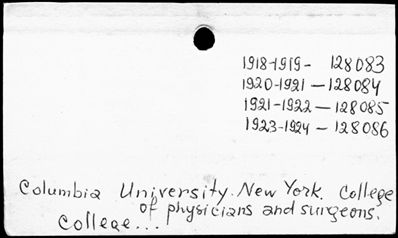 1918-1919- 128083
1920-1921 — 128084
1921-1922 — 128085
1923-1924 — 128086
Columbia University. New York. College
of physicians and surgeons.
College...